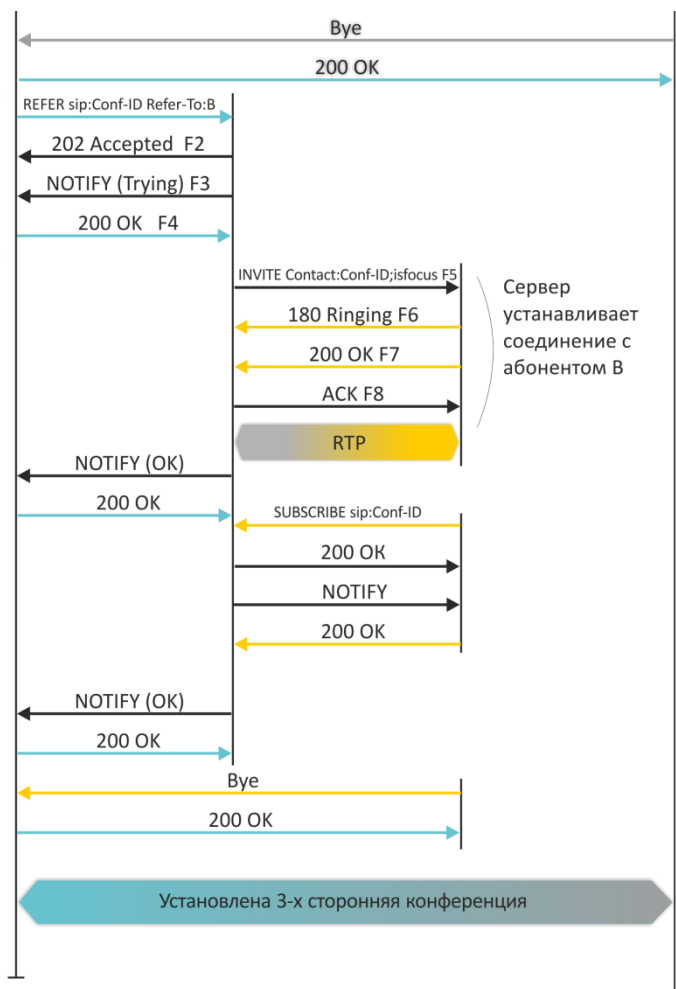 Bye
200 OK
REFER sip:Conf-ID Refer-To:B
202 Accepted F2
NOTIFY (Trying) F3
200 OK F4
INVITE Contact:Conf-ID;isfocus F5
180 Ringing F6
200 OK F7
ACK F8
RTP
Сервер
устанавливает
соединение с
абонентом В
NOTIFY (OK)
200 OK
SUBSCRIBE sip:Conf-ID
200 OK
NOTIFY
200 OK
NOTIFY (OK)
200 OK
Bye
200 OK
Установлена 3-х сторонняя конференция